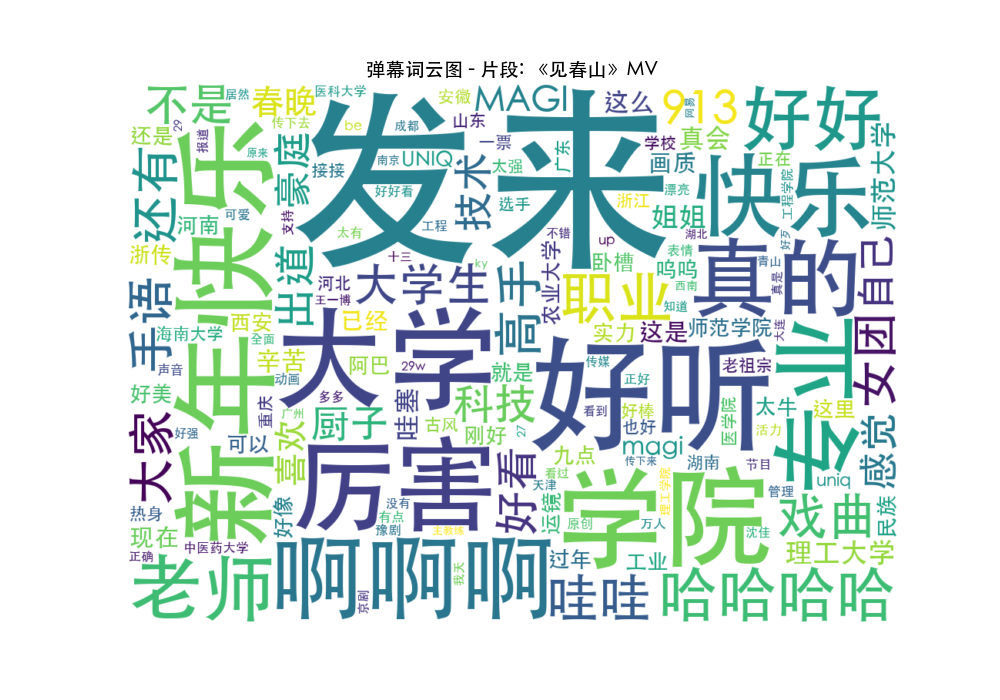 弹幕词云图 - 片段: 《见春山》MV
不是
居然
春晚
医科大学
发来
安徽
MAGI
这么
913
网易
好好
还是
29
报道
传下去
原来
be
成都
山东
一票
广东
学校
真会
正在
还有
快乐
豪庭
接接
南京
UNIQ
太强
技术
画质
漂亮
快乐
工程学院
师范大学
河南
可爱
支持
好好看
工程
选手
浙江
姐姐
湖北
好歹
浙传
出道
太有
十三
ky
农业大学
不错
up
卧槽
呜呜
表情
西南
真的
真是
自己
手语
新年
河北
王一博
大学生
高手
职业
知道
大连
海南大学
西安
全面
已经
大学
实力
这是
师范学院
专业
女团
声音
辛苦
动画
阿巴
29w
就是
好听
传媒
正好
老祖宗
好美
重庆
多多
科技
看到
好棒
太牛
这里
大家
好强
可以
喜欢
厨子
哇塞
古风
刚好
27
也好
magi
医学院
活力
感觉
厉害
好看
九点
传下来
湖南
节目
uniq
热身
好像
没有
有点
豫剧
天津
看过
运镜
原创
学院
万人
理工学院
沈佳
管理
戏曲
民族
现在
正确
中医药大学
老师
啊啊啊
京剧
我天
过年
工业
理工大学
哇哇
哈哈哈哈